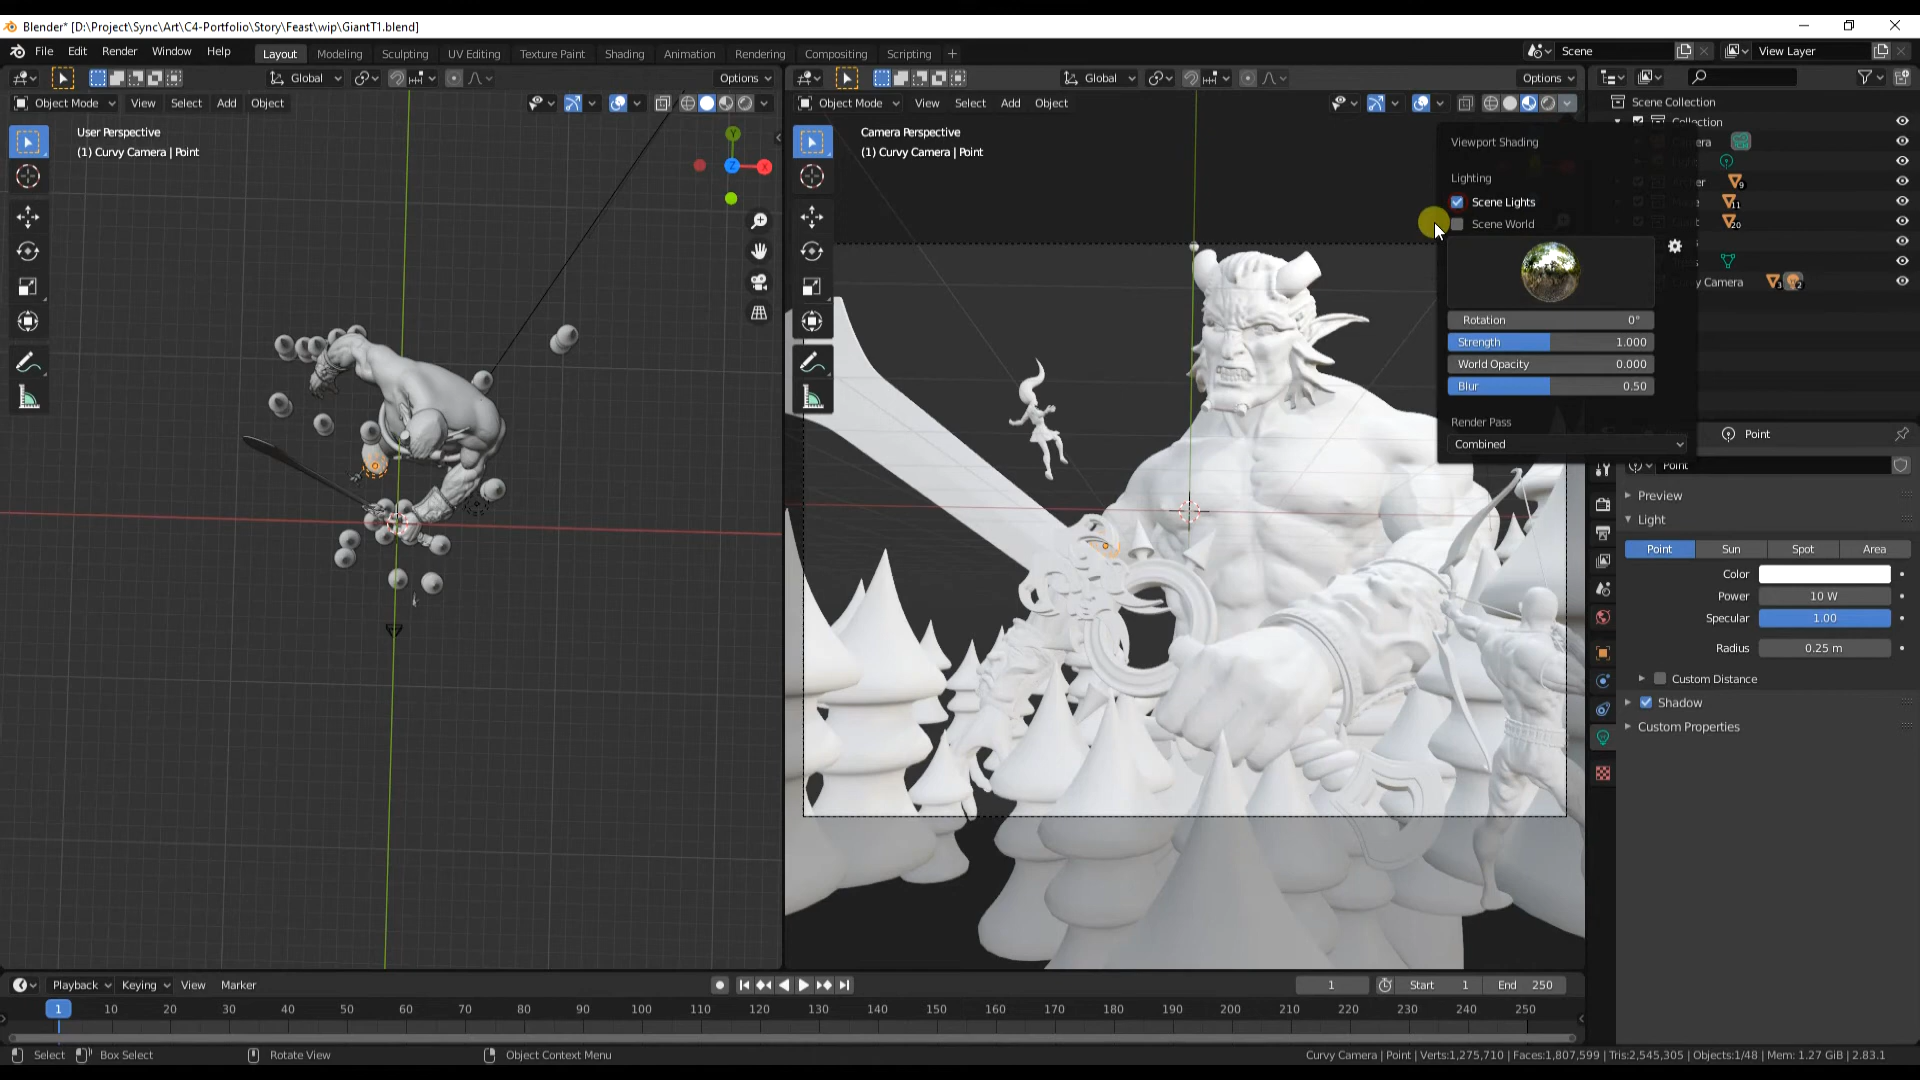 Blender* [D:\Project\Sync\Art\C4-Portfolio\Story\Feast\wip\GiantT1.blend]
File Edit Render Window Help Layout Modeling Sculpting UV Editing Texture Paint Shading Animation Rendering Compositing Scripting + Scene View Layer
Global Options Global Options
Object Mode View Select Add Object Object Mode View Select Add Object
Scene Collection
Collection
User Perspective
(1) Curvy Camera | Point
Y
X
Z
Camera Perspective
(1) Curvy Camera | Point
Viewport Shading
Lighting
Scene Lights
Scene World
Rotation 0°
Strength 1.000
World Opacity 0.000
Blur 0.50
Render Pass
Combined
9
11
20
y Camera 3 2
Point
Point
Preview
Light
Point Sun Spot Area
Color
Power 10 W
Specular 1.00
Radius 0.25 m
Custom Distance
Shadow
Custom Properties
Playback Keying View Marker 1 Start 1 End 250
1 10 20 30 40 50 60 70 80 90 100 110 120 130 140 150 160 170 180 190 200 210 220 230 240 250
Select Box Select Rotate View Object Context Menu Curvy Camera | Point | Verts:1,275,710 | Faces:1,807,599 | Tris:2,545,305 | Objects:1/48 | Mem: 1.27 GiB | 2.83.1